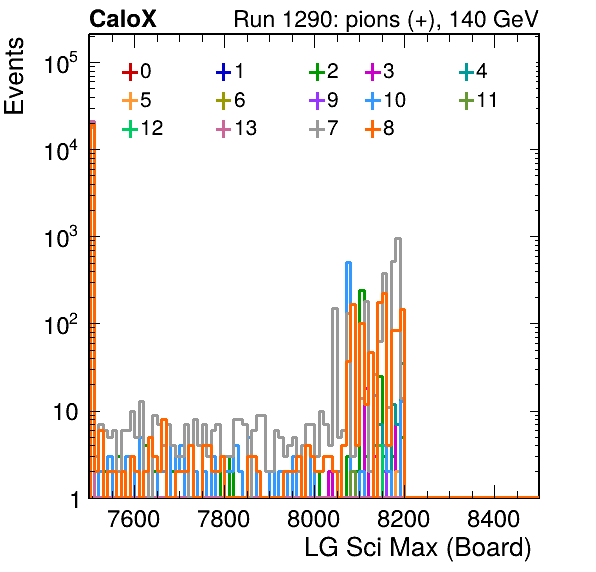 CaloX Run 1290: pions (+), 140 GeV
Events
0 1 2 3 4
5 6 9 10 11
12 13 7 8
10⁵
10⁴
10³
10²
10
1
7600 7800 8000 8200 8400
LG Sci Max (Board)